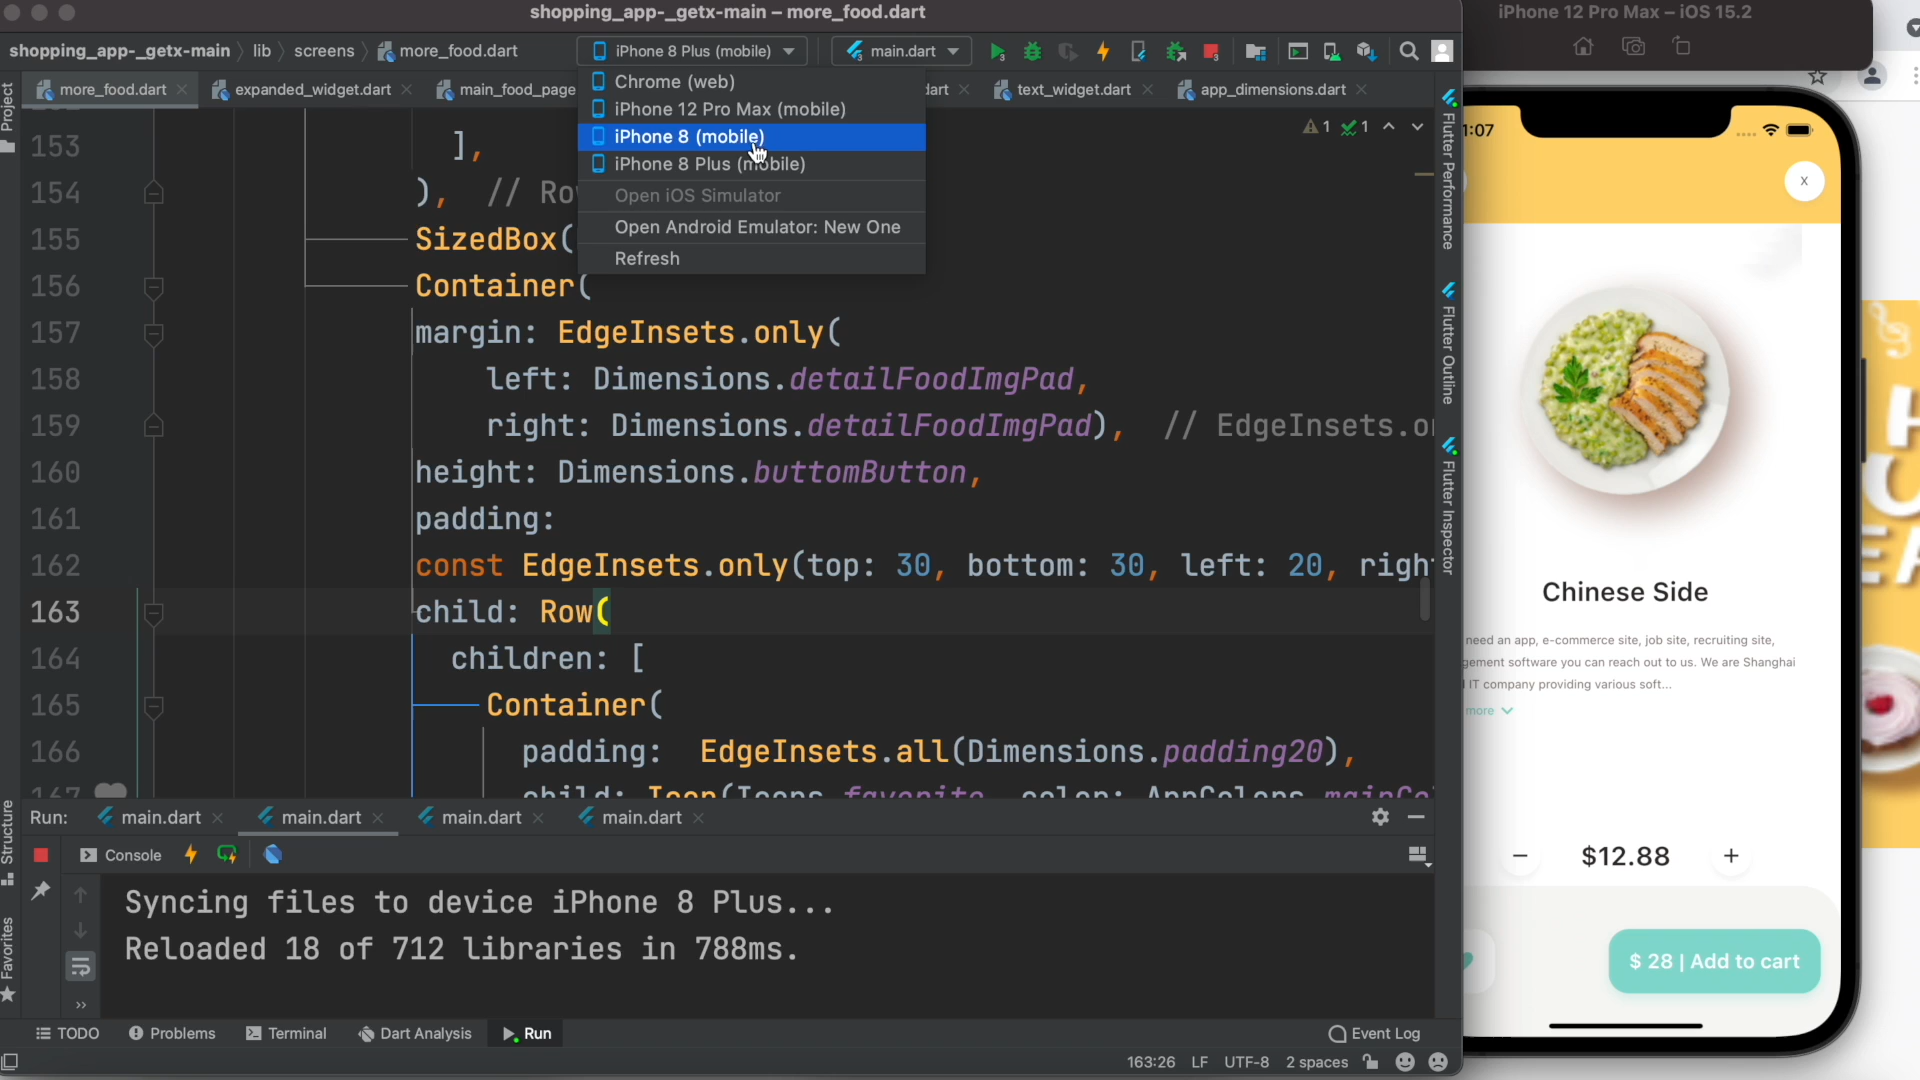 shopping_app-_getx-main – more_food.dart
shopping_app-_getx-main
lib
screens
more_food.dart
iPhone 8 Plus (mobile)
main.dart
more_food.dart
expanded_widget.dart
main_food_page
dart
text_widget.dart
app_dimensions.dart
Chrome (web)
iPhone 12 Pro Max (mobile)
iPhone 8 (mobile)
iPhone 8 Plus (mobile)
Open iOS Simulator
Open Android Emulator: New One
Refresh
1 1
Project
153 ],
154 ), // Ro
155 SizedBox(
156 Container(
157 margin: EdgeInsets.only(
158 left: Dimensions.detailFoodImgPad,
159 right: Dimensions.detailFoodImgPad), // EdgeInsets.o
160 height: Dimensions.buttomButton,
161 padding:
162 const EdgeInsets.only(top: 30, bottom: 30, left: 20, righ
163 child: Row(
164 children: [
165 Container(
166 padding: EdgeInsets.all(Dimensions.padding20),
167 child: Icon(Icons.favorite, color: AppColors.mainCo
Flutter Performance
Flutter Outline
Flutter Inspector
Structure
Favorites
Run:
main.dart
main.dart
main.dart
main.dart
Console
Syncing files to device iPhone 8 Plus...
Reloaded 18 of 712 libraries in 788ms.
TODO
Problems
Terminal
Dart Analysis
Run
Event Log
163:26 LF UTF-8 2 spaces
iPhone 12 Pro Max – iOS 15.2
1:07
x
Chinese Side
need an app, e-commerce site, job site, recruiting site,
gement software you can reach out to us. We are Shanghai
IT company providing various soft...
more
− $12.88 +
$ 28 | Add to cart